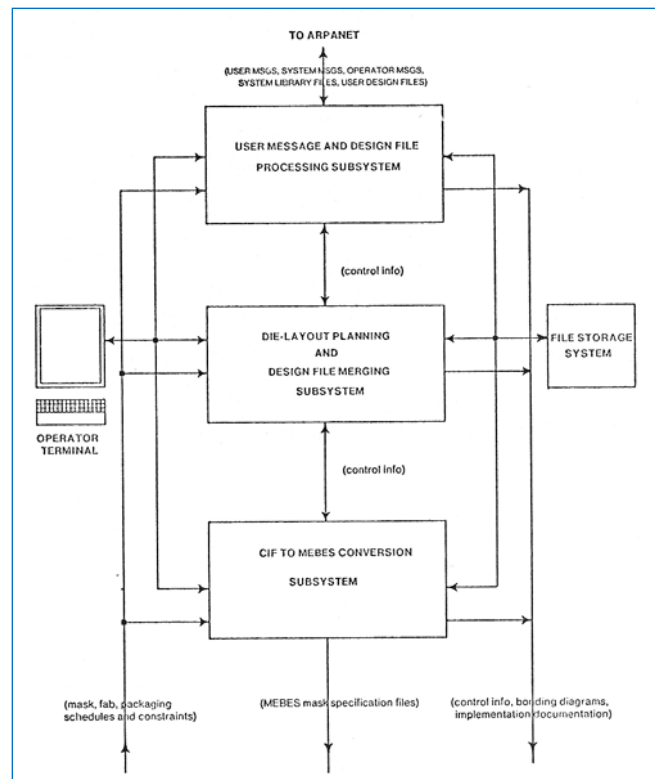 TO ARPANET
(USER MSGS, SYSTEM MSGS, OPERATOR MSGS,
SYSTEM LIBRARY FILES, USER DESIGN FILES)
USER MESSAGE AND DESIGN FILE
PROCESSING SUBSYSTEM
(control info)
DIE-LAYOUT PLANNING
AND
DESIGN FILE MERGING
SUBSYSTEM
FILE STORAGE
SYSTEM
OPERATOR
TERMINAL
(control info)
CIF TO MEBES CONVERSION
SUBSYSTEM
(mask, fab, packaging
schedules and constraints)
(MEBES mask specification files)
(control info, bonding diagrams,
implementation documentation)